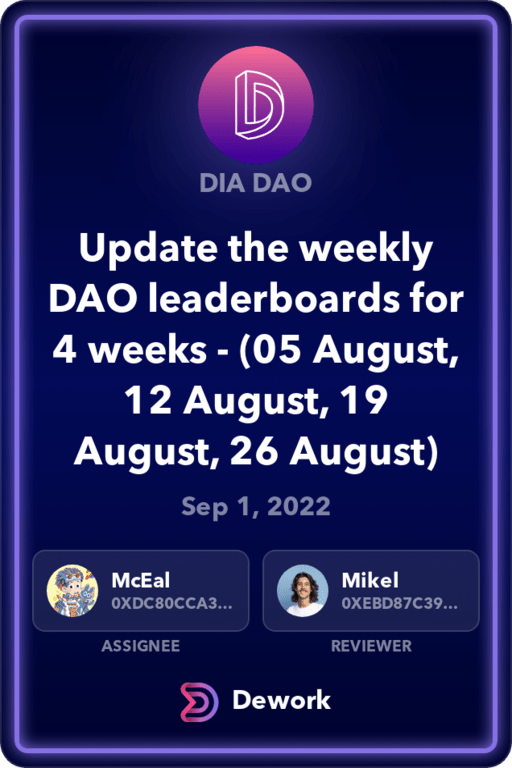 DIA DAO
Update the weekly
DAO leaderboards for
4 weeks - (05 August,
12 August, 19
August, 26 August)
Sep 1, 2022
McEal
0XDC80CCA3...
ASSIGNEE
Mikel
0XEBD87C39...
REVIEWER
Dework